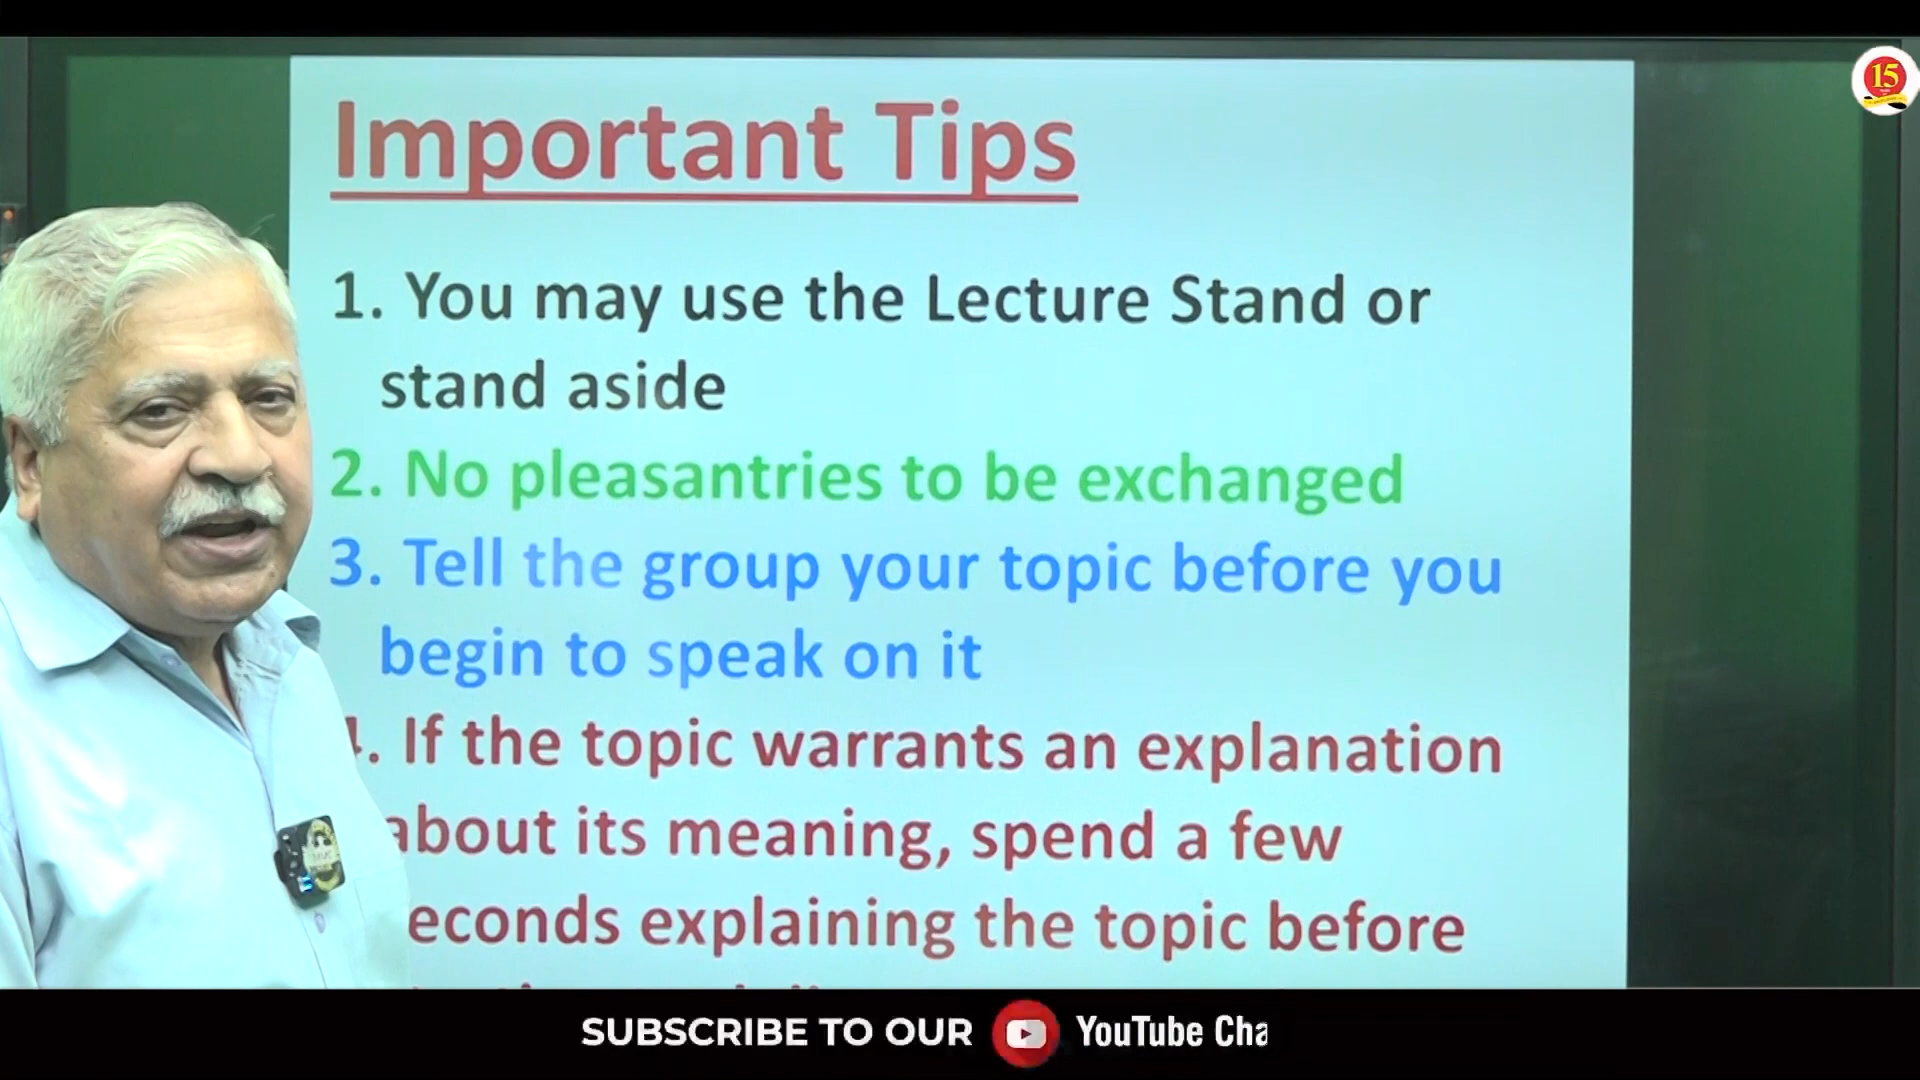 15
Important Tips
1. You may use the Lecture Stand or
stand aside
2. No pleasantries to be exchanged
3. Tell the group your topic before you
begin to speak on it
. If the topic warrants an explanation
about its meaning, spend a few
econds explaining the topic before
SUBSCRIBE TO OUR YouTube Cha